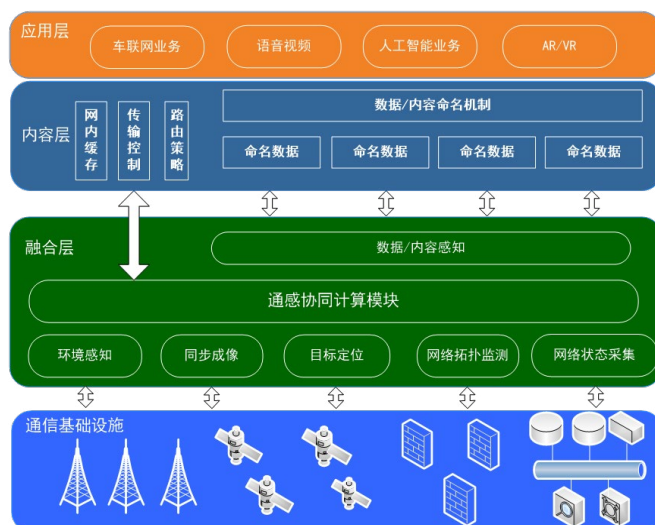 应用层
车联网业务
语音视频
人工智能业务
AR/VR
内容层
网内缓存
传输控制
路由策略
数据/内容命名机制
命名数据
命名数据
命名数据
命名数据
融合层
数据/内容感知
通感协同计算模块
环境感知
同步成像
目标定位
网络拓扑监测
网络状态采集
通信基础设施